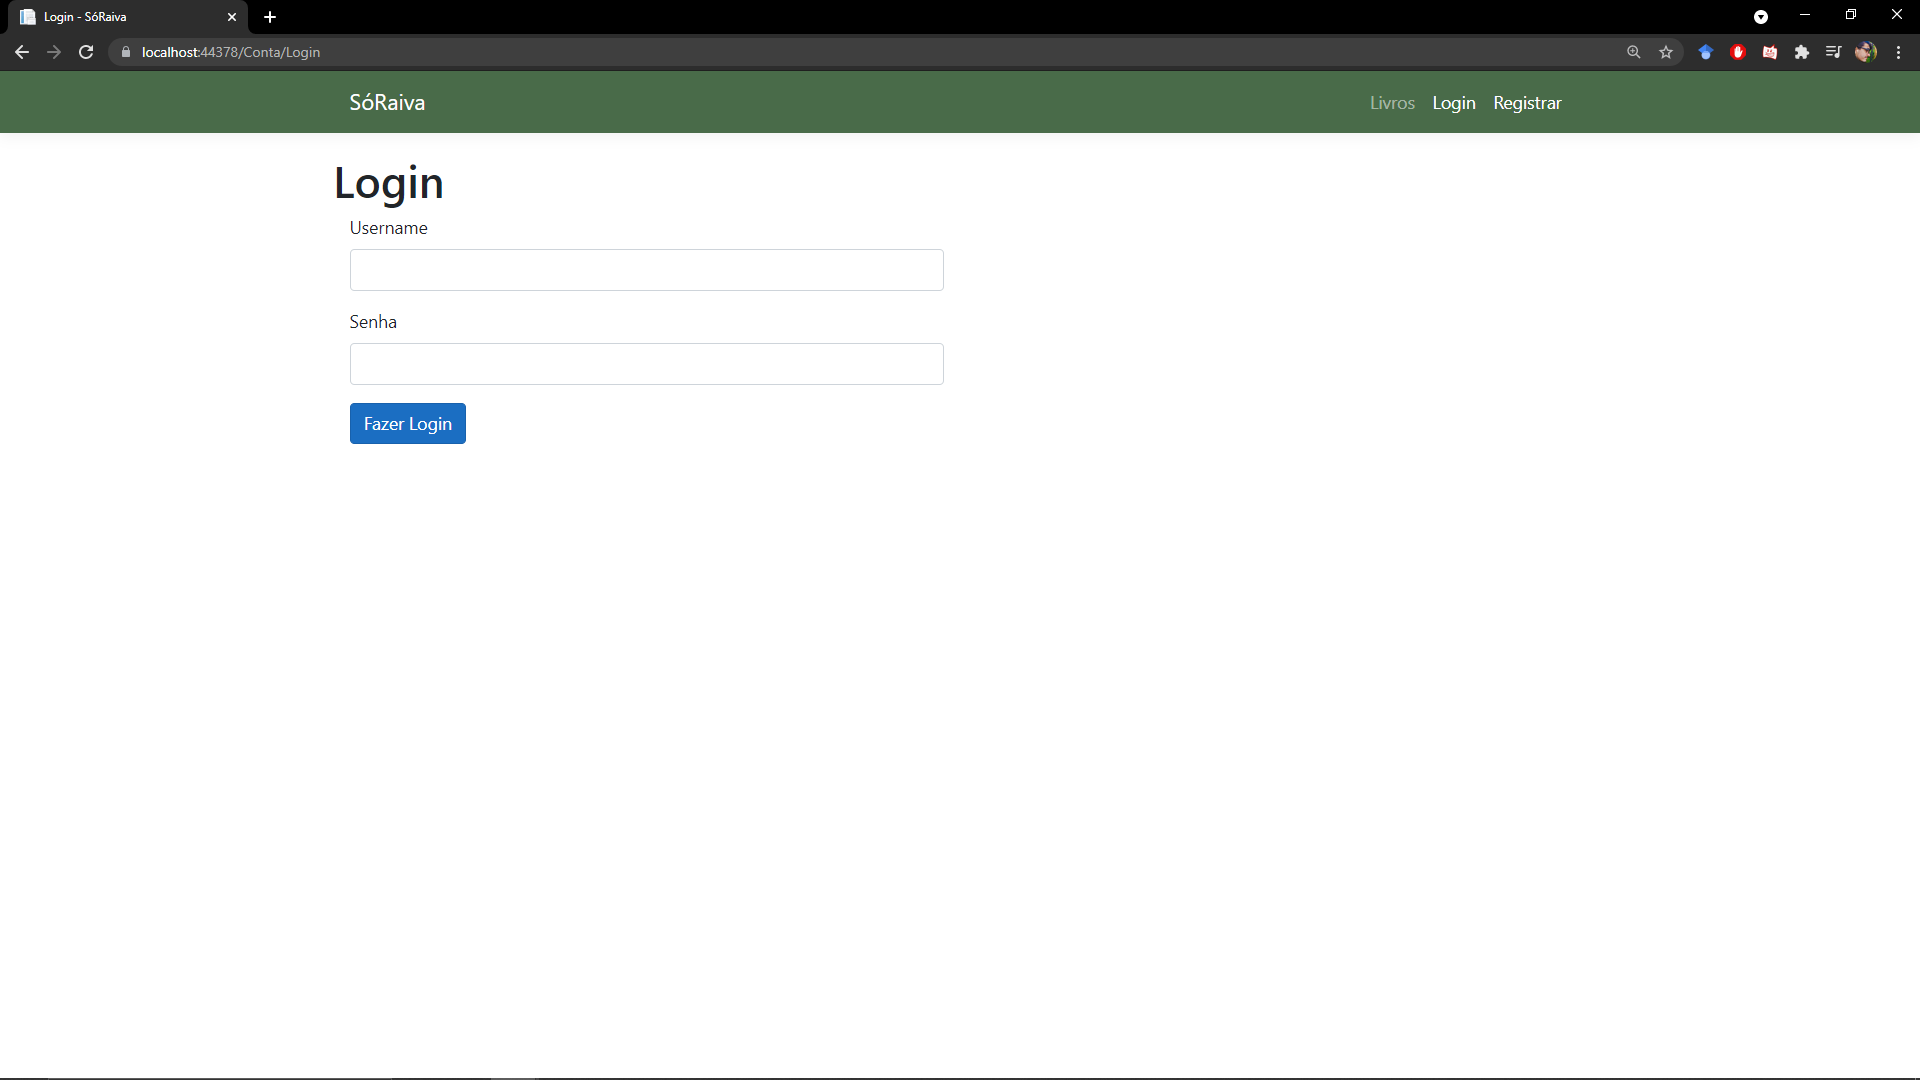 Login - SóRaiva
localhost:44378/Conta/Login
SóRaiva Livros Login Registrar
Login
Username
Senha
Fazer Login